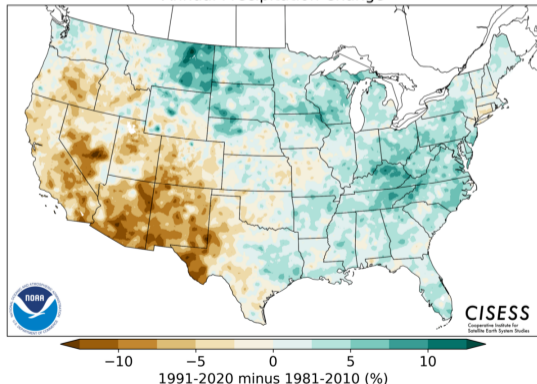 NOAA
CISESS
Cooperative Institute for
Satellite Earth System Studies
−10 −5 0 5 10
1991-2020 minus 1981-2010 (%)